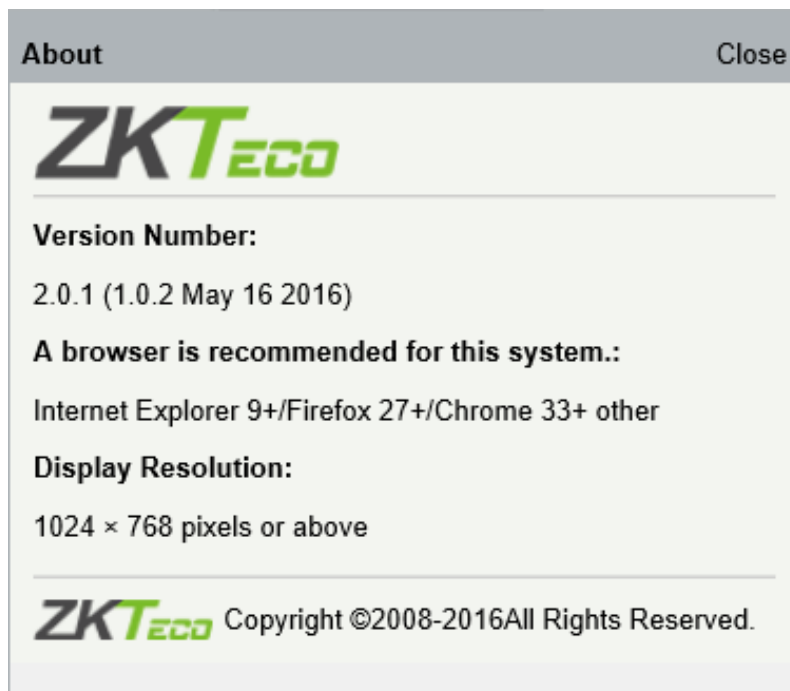 About Close
ZKTeco
Version Number:
2.0.1 (1.0.2 May 16 2016)
A browser is recommended for this system.:
Internet Explorer 9+/Firefox 27+/Chrome 33+ other
Display Resolution:
1024 × 768 pixels or above
ZKTeco Copyright ©2008-2016All Rights Reserved.